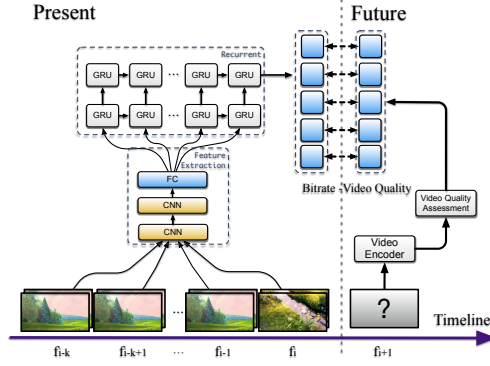 Present
Future
Recurrent
GRU
GRU
...
GRU
GRU
GRU
GRU
...
GRU
GRU
Feature
Extraction
FC
CNN
CNN
Bitrate -Video Quality
Video Quality
Assessment
Video
Encoder
?
Timeline
fi-k
fi-k+1
...
fi-1
fi
fi+1